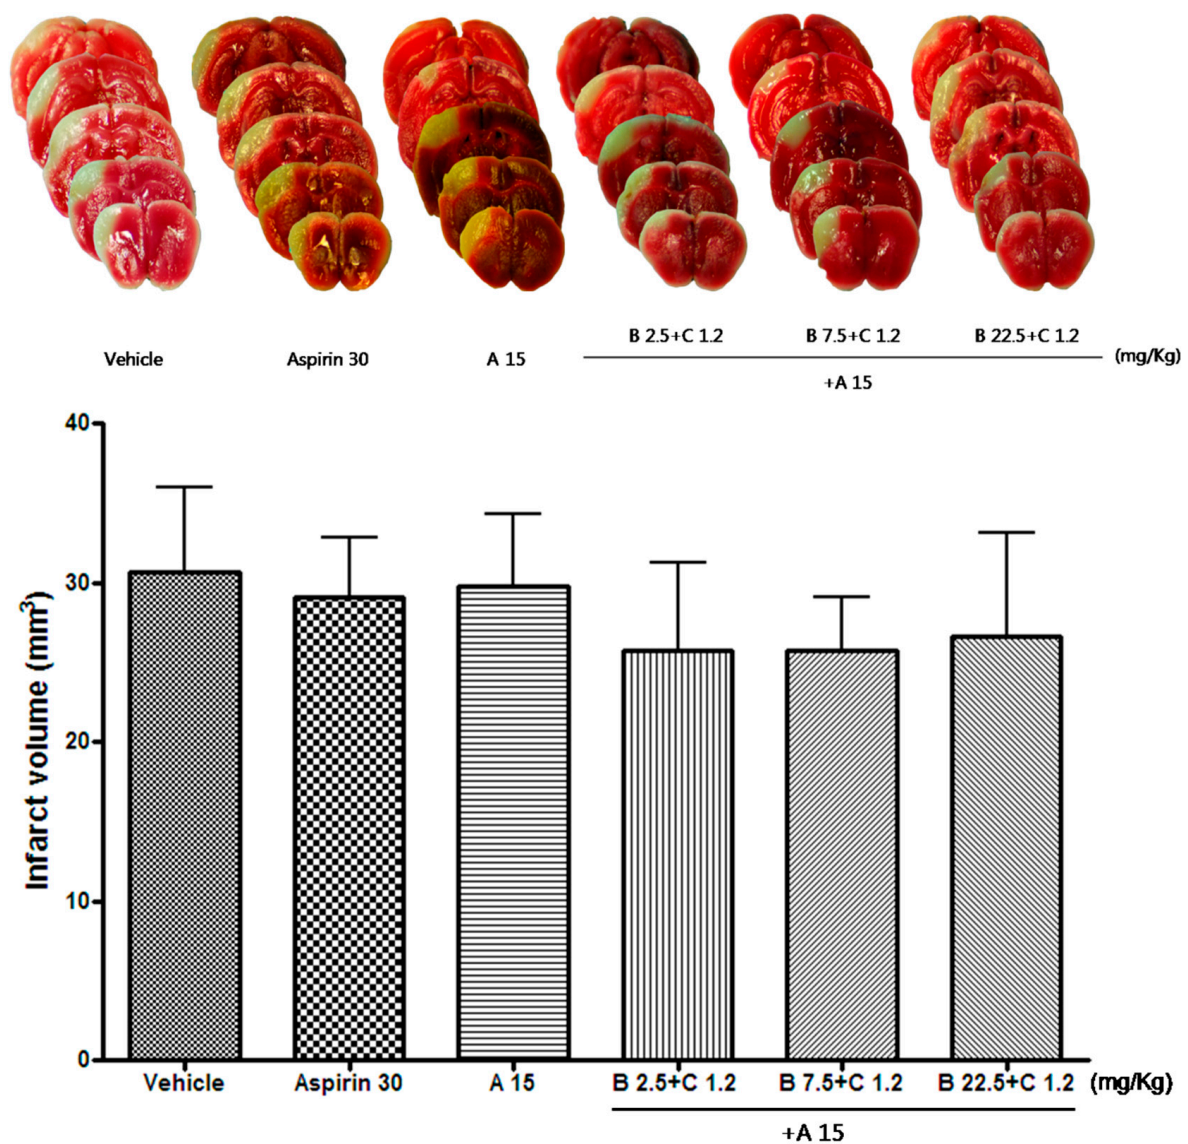 B 2.5+C 1.2 B 7.5+C 1.2 B 22.5+C 1.2
Vehicle Aspirin 30 A 15 (mg/Kg)
+A 15
40
30
20
10
0
Infarct volume (mm³)
Vehicle Aspirin 30 A 15 B 2.5+C 1.2 B 7.5+C 1.2 B 22.5+C 1.2 (mg/Kg)
+A 15